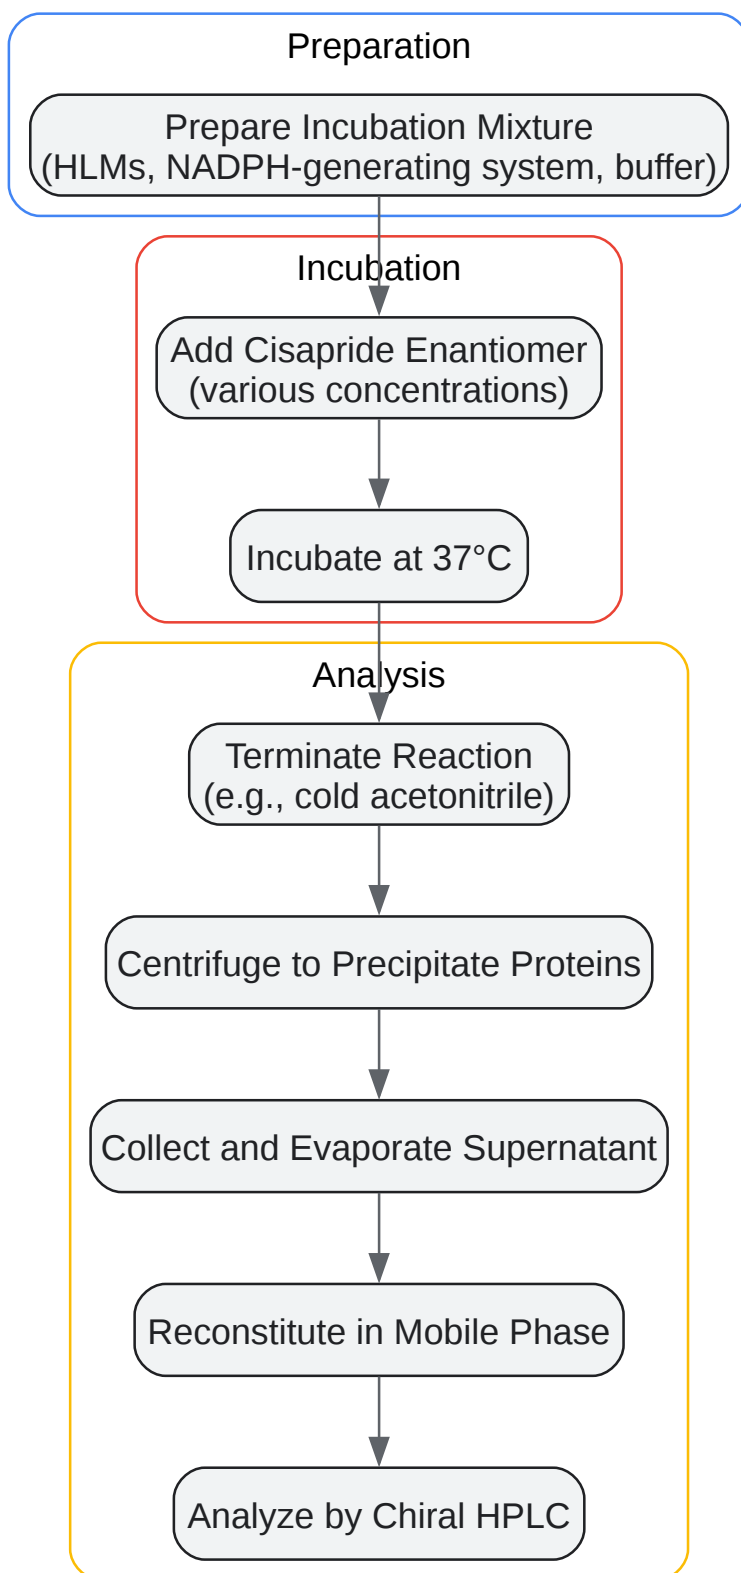 Preparation
Prepare Incubation Mixture
(HLMs, NADPH-generating system, buffer)
Incubation
Add Cisapride Enantiomer
(various concentrations)
Incubate at 37°C
Analysis
Terminate Reaction
(e.g., cold acetonitrile)
Centrifuge to Precipitate Proteins
Collect and Evaporate Supernatant
Reconstitute in Mobile Phase
Analyze by Chiral HPLC